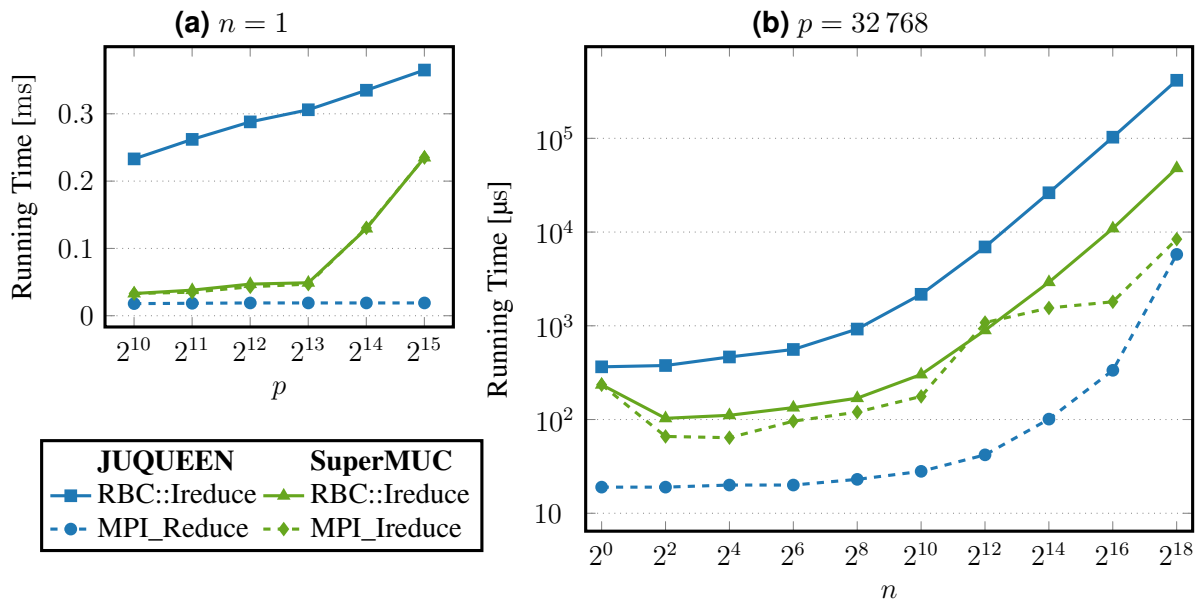 (a) n = 1
Running Time [ms]
0.3
0.2
0.1
0
2^10 2^11 2^12 2^13 2^14 2^15
p
JUQUEEN SuperMUC
RBC::Ireduce RBC::Ireduce
MPI_Reduce MPI_Ireduce
(b) p = 32 768
Running Time [µs]
10^5
10^4
10^3
10^2
10
2^0 2^2 2^4 2^6 2^8 2^10 2^12 2^14 2^16 2^18
n